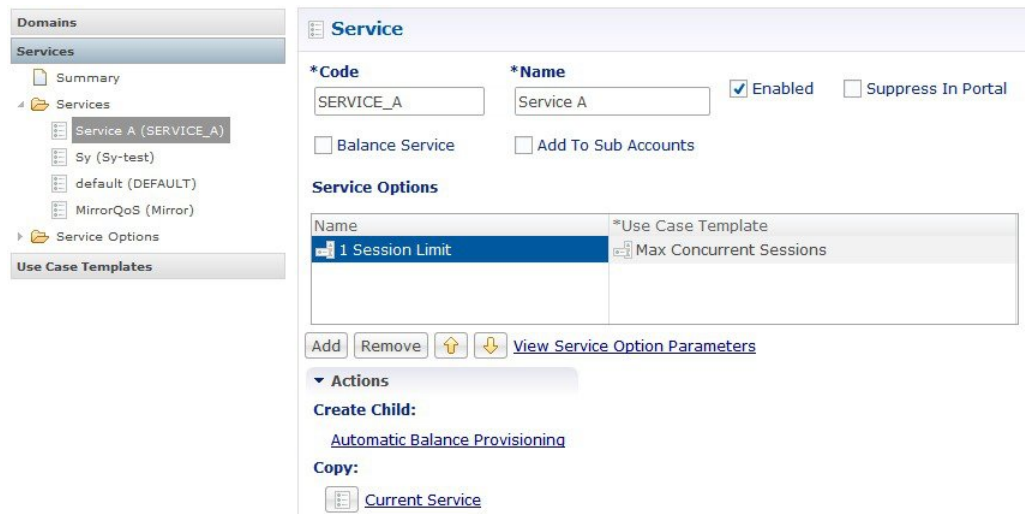 Domains
Services
Summary
Services
Service A (SERVICE_A)
Sy (Sy-test)
default (DEFAULT)
MirrorQoS (Mirror)
Service Options
Use Case Templates
Service
*Code *Name
SERVICE_A Service A Enabled Suppress In Portal
Balance Service Add To Sub Accounts
Service Options
Name *Use Case Template
1 Session Limit Max Concurrent Sessions
Add Remove View Service Option Parameters
Actions
Create Child:
Automatic Balance Provisioning
Copy:
Current Service